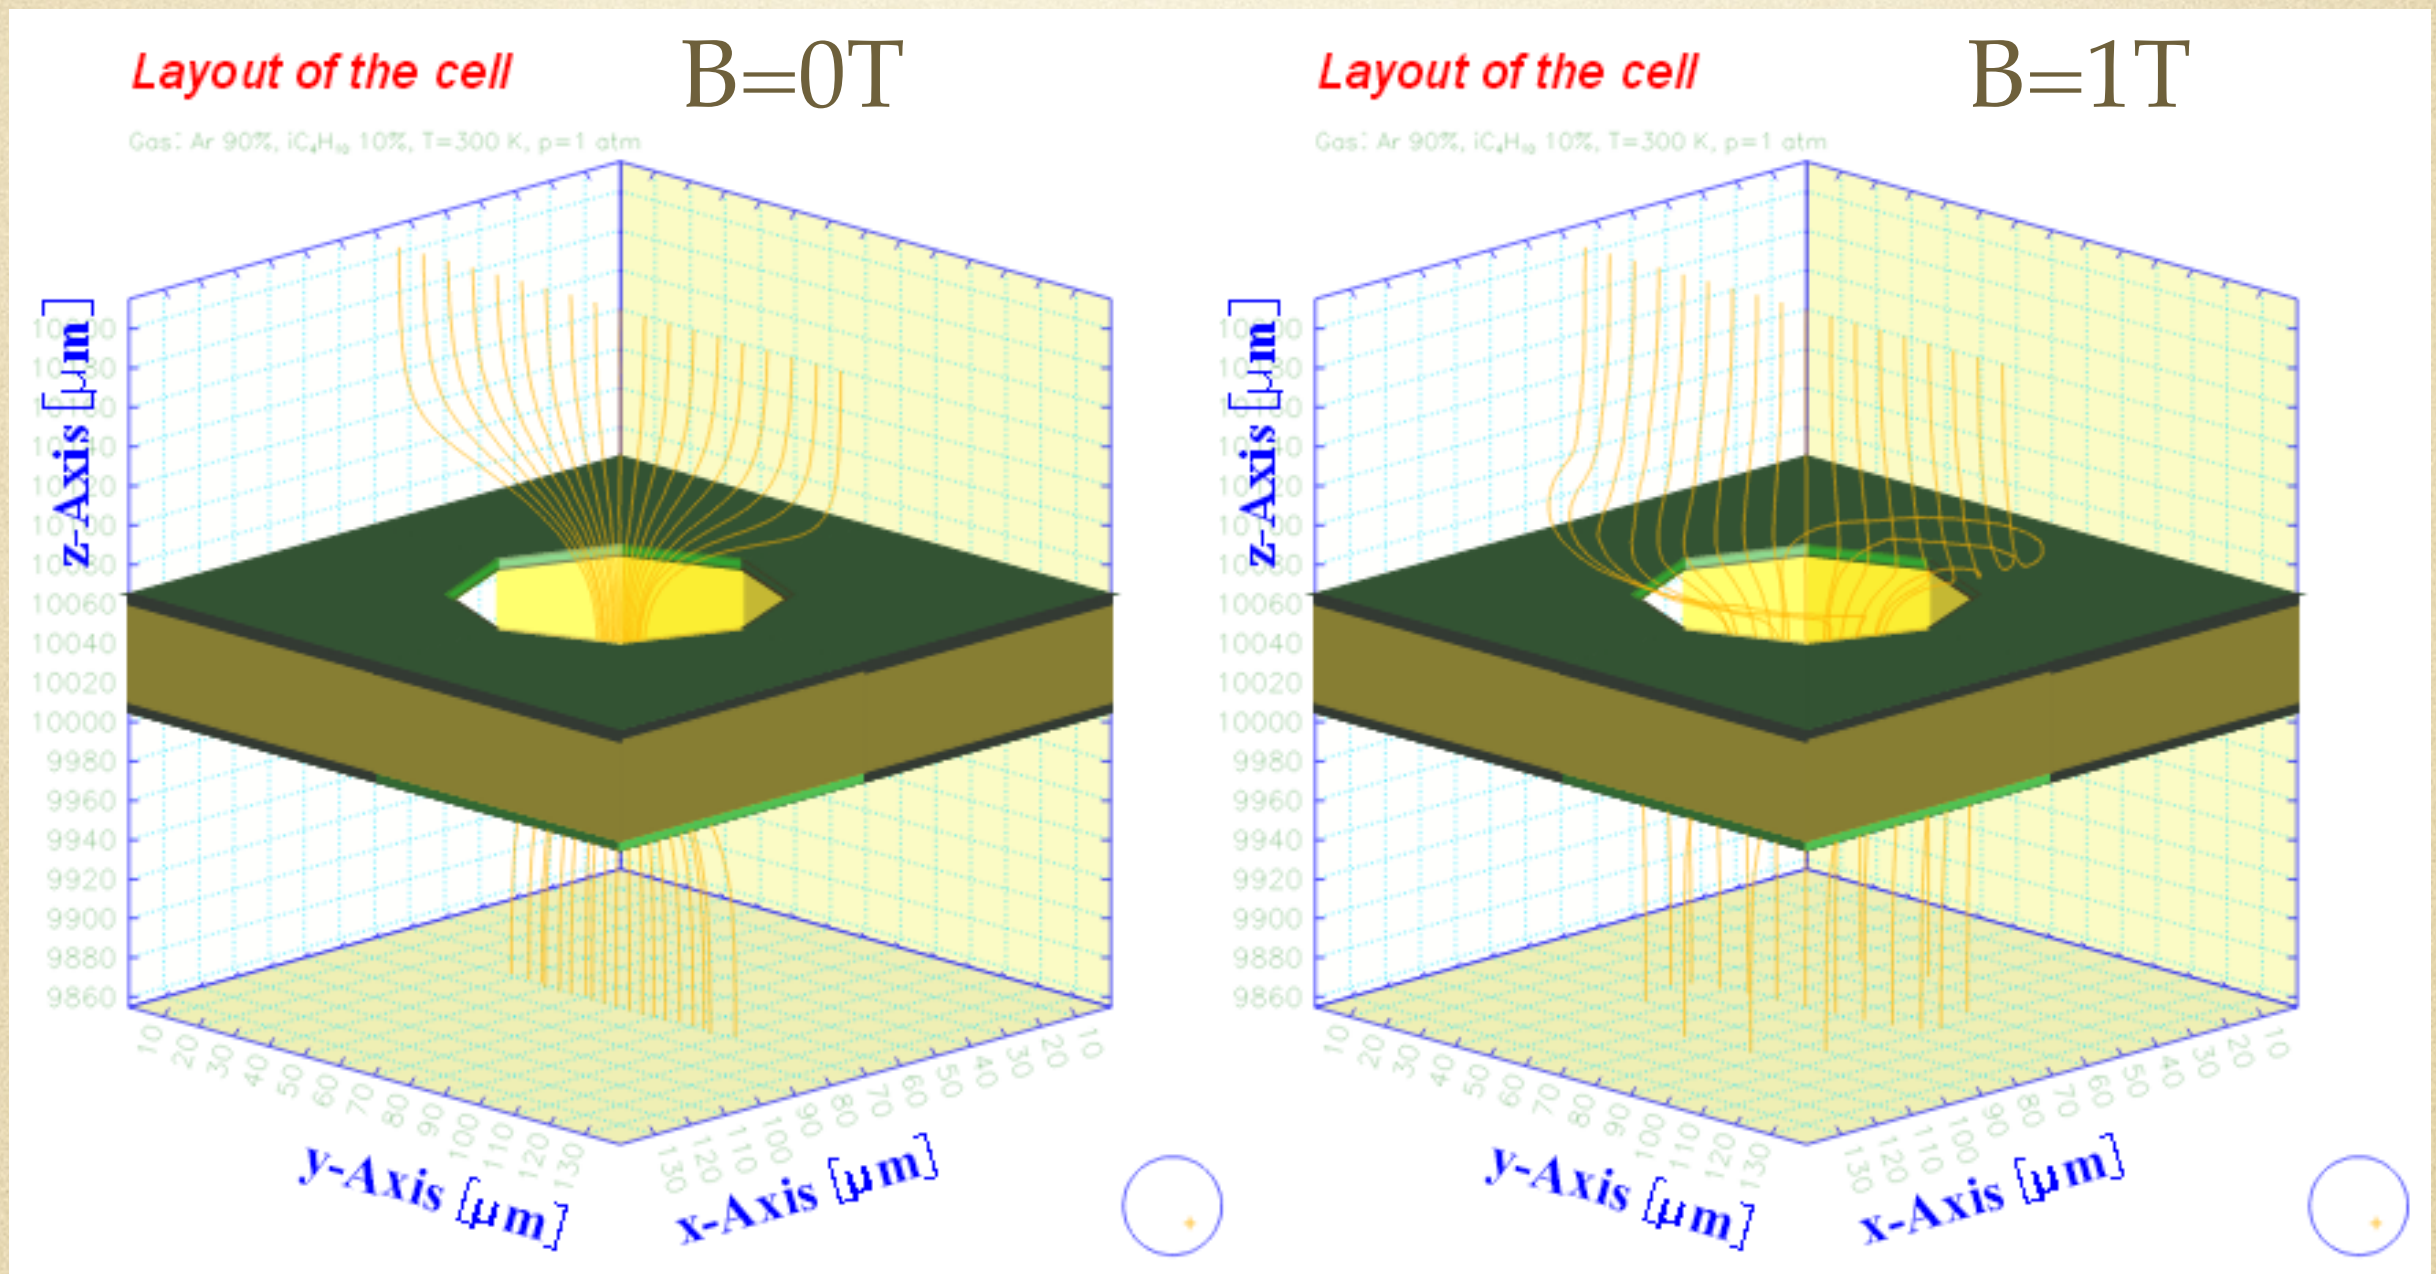 Layout of the cell
B=0T
Gas: Ar 90%, iC₄H₁₀ 10%, T=300 K, p=1 atm
z-Axis [μm]
10080
10060
10040
10020
10000
9980
9960
9940
9920
9900
9880
9860
10 20 30 40 50 60 70 80 90 100 110 120 130
y-Axis [μm]
130 120 110 100 90 80 70 60 50 40 30 20 10
x-Axis [μm]
Layout of the cell
B=1T
Gas: Ar 90%, iC₄H₁₀ 10%, T=300 K, p=1 atm
z-Axis [μm]
10080
10060
10040
10020
10000
9980
9960
9940
9920
9900
9880
9860
10 20 30 40 50 60 70 80 90 100 110 120 130
y-Axis [μm]
130 120 110 100 90 80 70 60 50 40 30 20 10
x-Axis [μm]